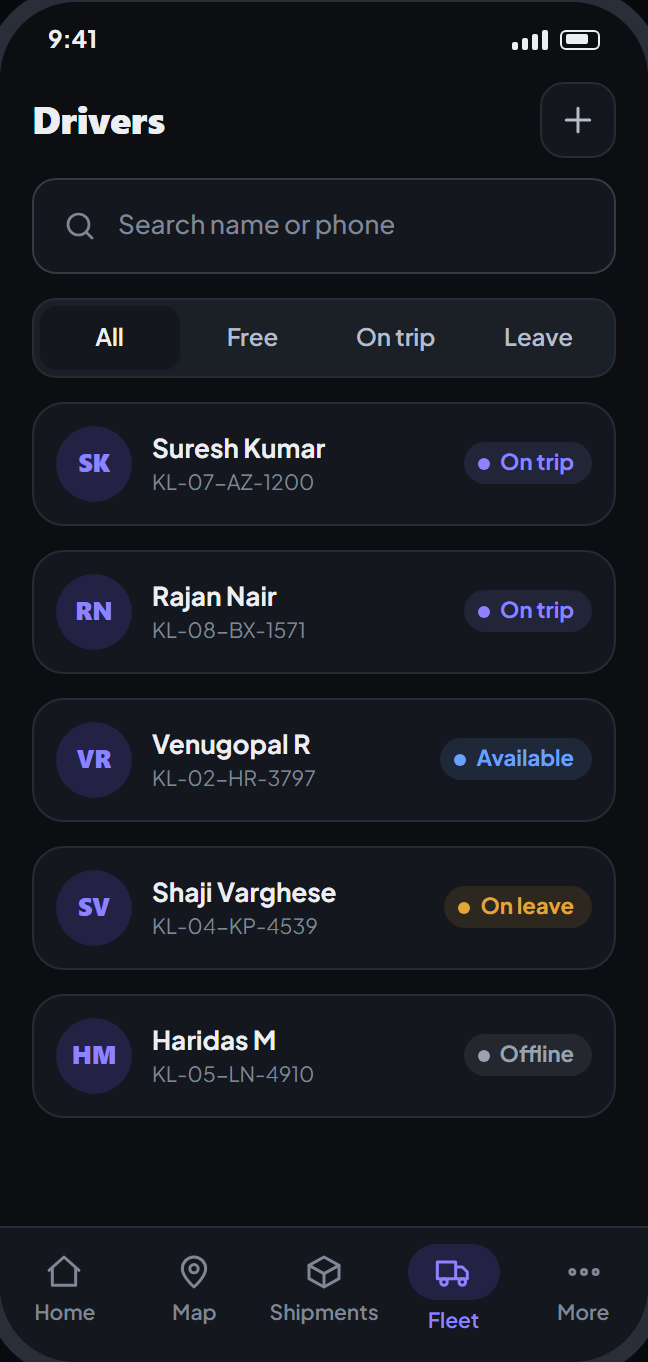 9:41
Drivers
Search name or phone
All Free On trip Leave
SK Suresh Kumar On trip
KL-07-AZ-1200
RN Rajan Nair On trip
KL-08-BX-1571
VR Venugopal R Available
KL-02-HR-3797
SV Shaji Varghese On leave
KL-04-KP-4539
HM Haridas M Offline
KL-05-LN-4910
Home Map Shipments Fleet More